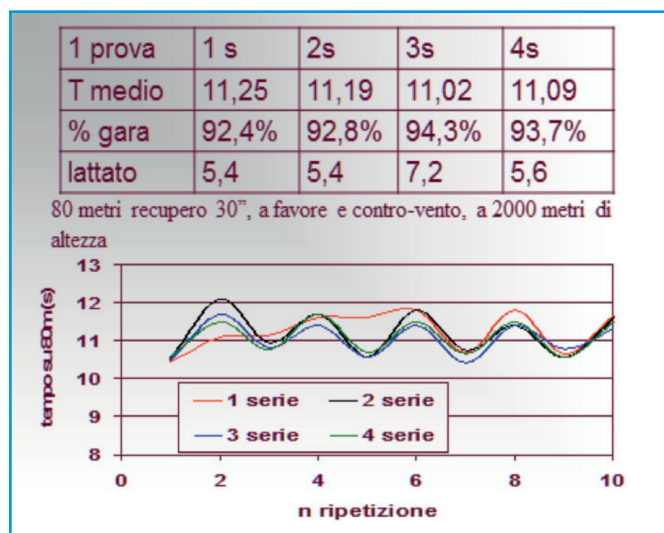 1 prova 1 s 2s 3s 4s
T medio 11,25 11,19 11,02 11,09
% gara 92,4% 92,8% 94,3% 93,7%
lattato 5,4 5,4 7,2 5,6
80 metri recupero 30”, a favore e contro-vento, a 2000 metri di
altezza
tempo su 80m (s)
13
12
11
10
9
8
1 serie 2 serie
3 serie 4 serie
0 2 4 6 8 10
n ripetizione